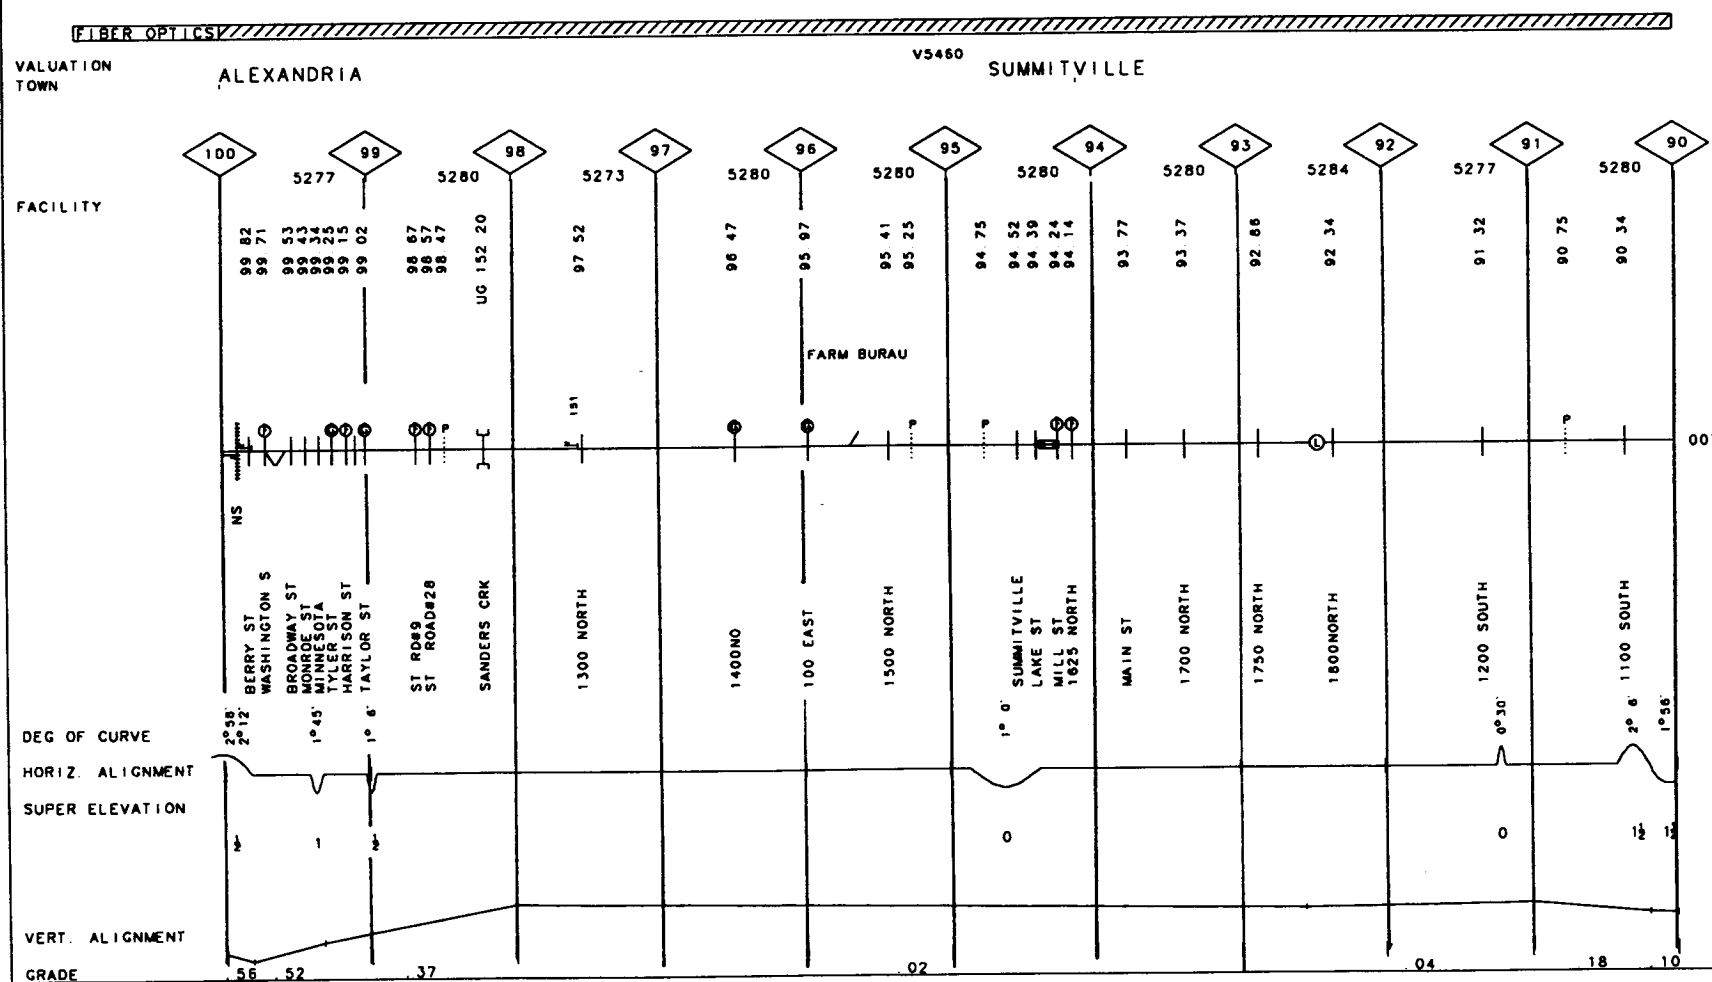 FIBER OPTICS
VALUATION V5460
TOWN ALEXANDRIA SUMMITVILLE
100 99 98 97 96 95 94 93 92 91 90
5277 5280 5273 5280 5280 5280 5280 5284 5277 5280
FACILITY
99 82
99 71
99 53
99 43
99 34
99 25
99 15
99 02
98 67
98 57
98 47
UG 152 20
97 52
96 47
95 97
95 41
95 25
94 75
94 52
94 39
94 24
94 14
93 77
93 37
92 86
92 34
91 32
90 75
90 34
FARM BURAU
151
P
P
P
P
L
00
NS
BERRY ST
WASHINGTON S
BROADWAY ST
MONROE ST
MINNESOTA
TYLER ST
HARRISON ST
TAYLOR ST
ST RD#9
ST ROAD#28
SANDERS CRK
1300 NORTH
1400NO
100 EAST
1500 NORTH
SUMMITVILLE
LAKE ST
MILL ST
1625 NORTH
MAIN ST
1700 NORTH
1750 NORTH
1800NORTH
1200 SOUTH
1100 SOUTH
DEG OF CURVE 2°58' 2°12' 1°45' 1° 6' 1° 0' 0°30' 2° 6' 1°56'
HORIZ. ALIGNMENT
SUPER ELEVATION
½ 1 ½ 0 0 1½ 1½
VERT. ALIGNMENT
GRADE .56 .52 .37 .02 .04 .18 .10